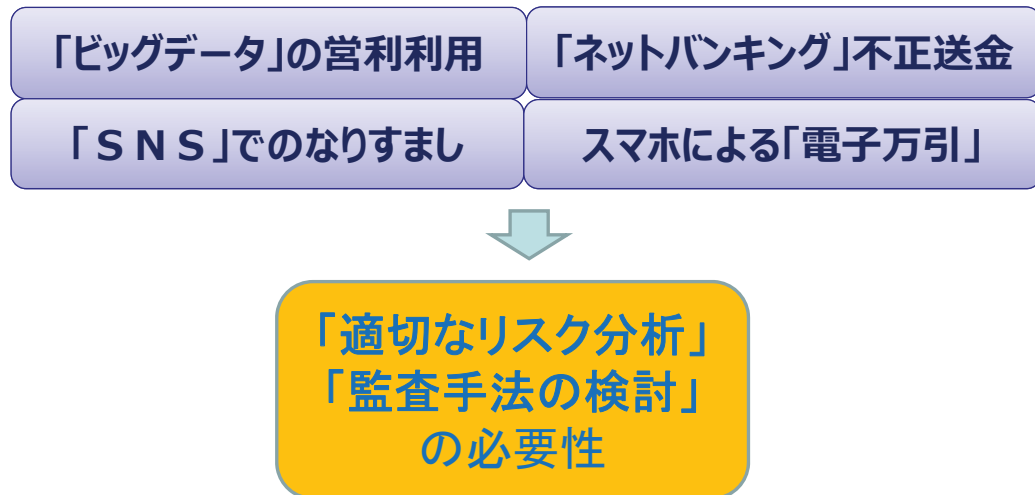 「ビッグデータ」の営利利用
「ネットバンキング」不正送金
「ＳＮＳ」でのなりすまし
スマホによる「電子万引」
「適切なリスク分析」
「監査手法の検討」
の必要性